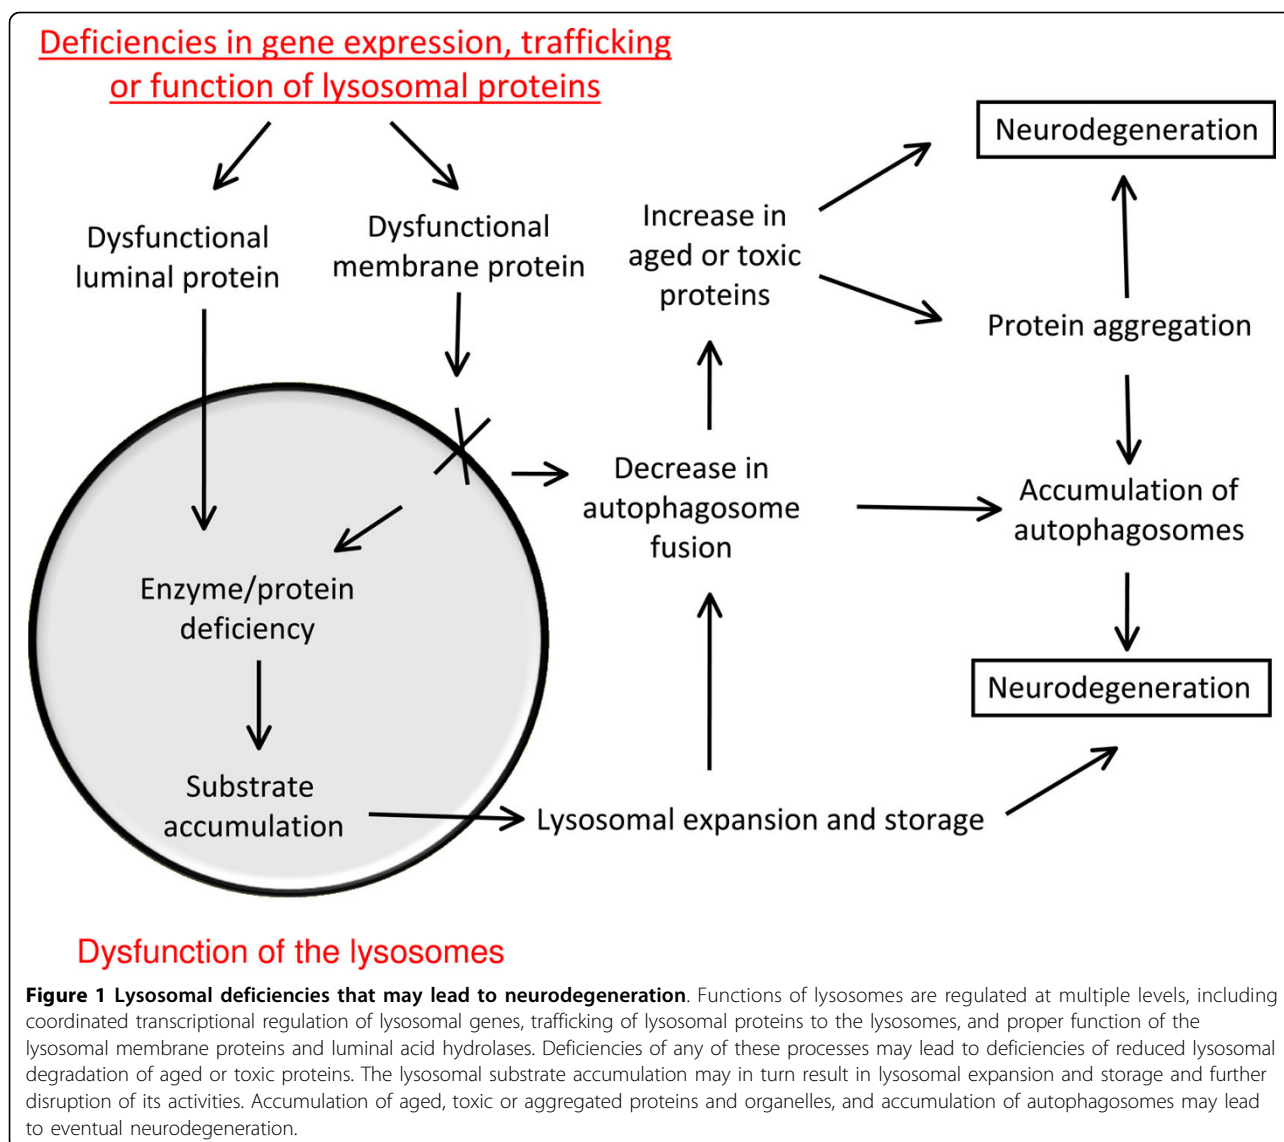 Deficiencies in gene expression, trafficking
or function of lysosomal proteins
Dysfunctional
luminal protein
Dysfunctional
membrane protein
Increase in
aged or toxic
proteins
Neurodegeneration
Protein aggregation
Decrease in
autophagosome
fusion
Accumulation of
autophagosomes
Enzyme/protein
deficiency
Neurodegeneration
Substrate
accumulation
Lysosomal expansion and storage
Dysfunction of the lysosomes
Figure 1 Lysosomal deficiencies that may lead to neurodegeneration. Functions of lysosomes are regulated at multiple levels, including
coordinated transcriptional regulation of lysosomal genes, trafficking of lysosomal proteins to the lysosomes, and proper function of the
lysosomal membrane proteins and luminal acid hydrolases. Deficiencies of any of these processes may lead to deficiencies of reduced lysosomal
degradation of aged or toxic proteins. The lysosomal substrate accumulation may in turn result in lysosomal expansion and storage and further
disruption of its activities. Accumulation of aged, toxic or aggregated proteins and organelles, and accumulation of autophagosomes may lead
to eventual neurodegeneration.